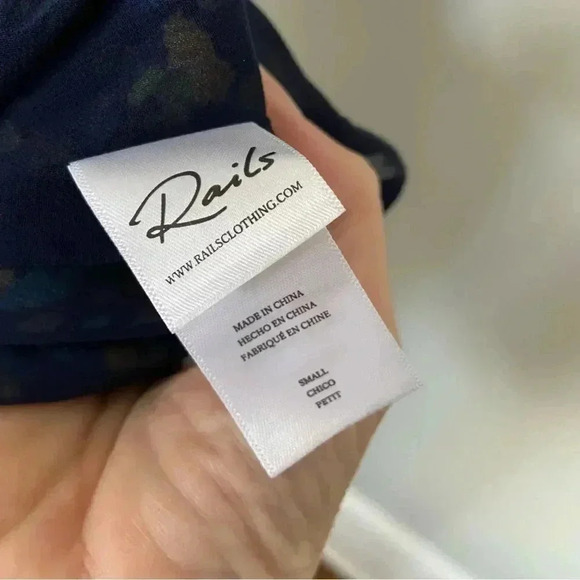 Rails
WWW.RAILSCLOTHING.COM
MADE IN CHINA
HECHO EN CHINA
FABRIQUÉ EN CHINE
SMALL
CHICO
PETIT